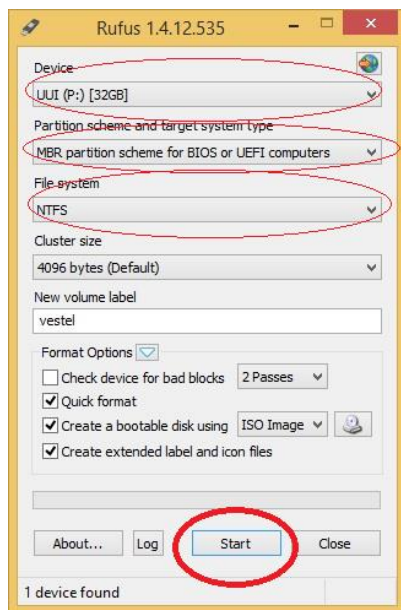 Rufus 1.4.12.535
Device
UUI (P:) [32GB]
Partition scheme and target system type
MBR partition scheme for BIOS or UEFI computers
File system
NTFS
Cluster size
4096 bytes (Default)
New volume label
vestel
Format Options
Check device for bad blocks 2 Passes
Quick format
Create a bootable disk using ISO Image
Create extended label and icon files
About... Log Start Close
1 device found